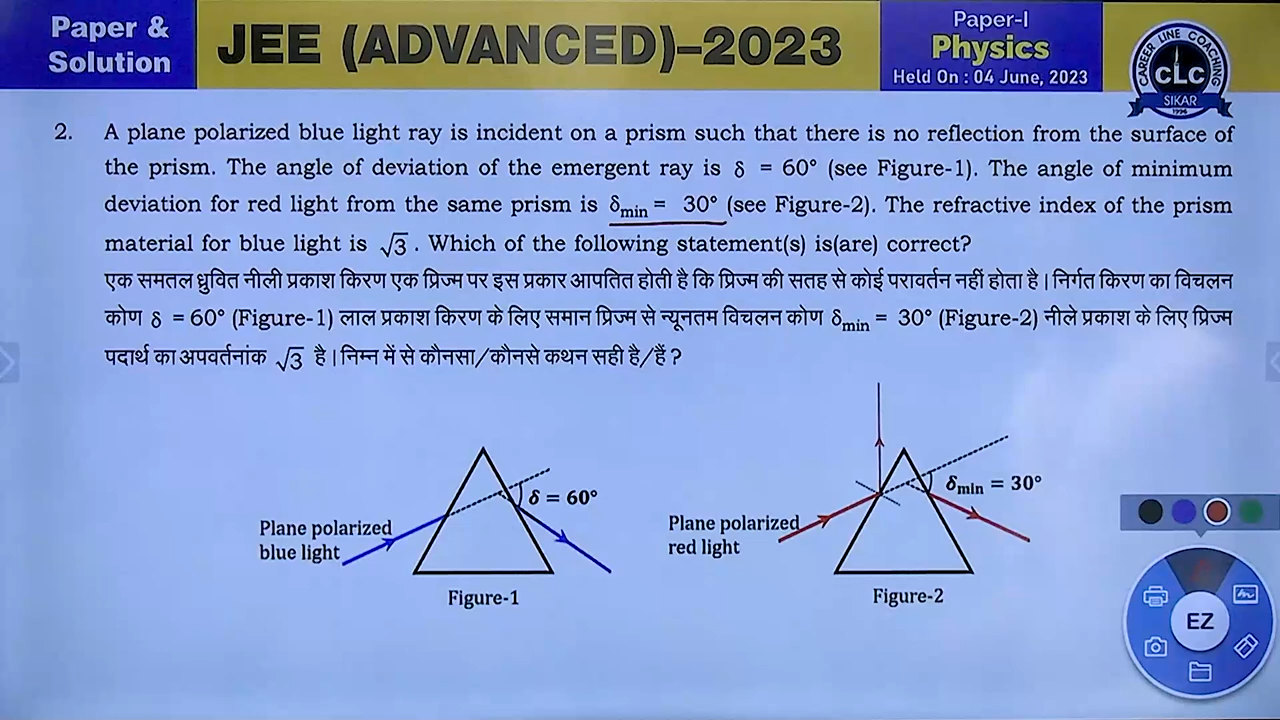 Paper &
Solution
JEE (ADVANCED)–2023
Paper-I
Physics
Held On : 04 June, 2023
CAREER LINE COACHING
CLC
SIKAR
1996
2. A plane polarized blue light ray is incident on a prism such that there is no reflection from the surface of
the prism. The angle of deviation of the emergent ray is δ = 60° (see Figure-1). The angle of minimum
deviation for red light from the same prism is δmin = 30° (see Figure-2). The refractive index of the prism
material for blue light is √3 . Which of the following statement(s) is(are) correct?
एक समतल ध्रुवित नीली प्रकाश किरण एक प्रिज्म पर इस प्रकार आपतित होती है कि प्रिज्म की सतह से कोई परावर्तन नहीं होता है। निर्गत किरण का विचलन
कोण δ = 60° (Figure-1) लाल प्रकाश किरण के लिए समान प्रिज्म से न्यूनतम विचलन कोण δmin = 30° (Figure-2) नीले प्रकाश के लिए प्रिज्म
पदार्थ का अपवर्तनांक √3 है। निम्न में से कौनसा/कौनसे कथन सही है/हैं ?
δ = 60°
Plane polarized
blue light
Figure-1
δmin = 30°
Plane polarized
red light
Figure-2
EZ